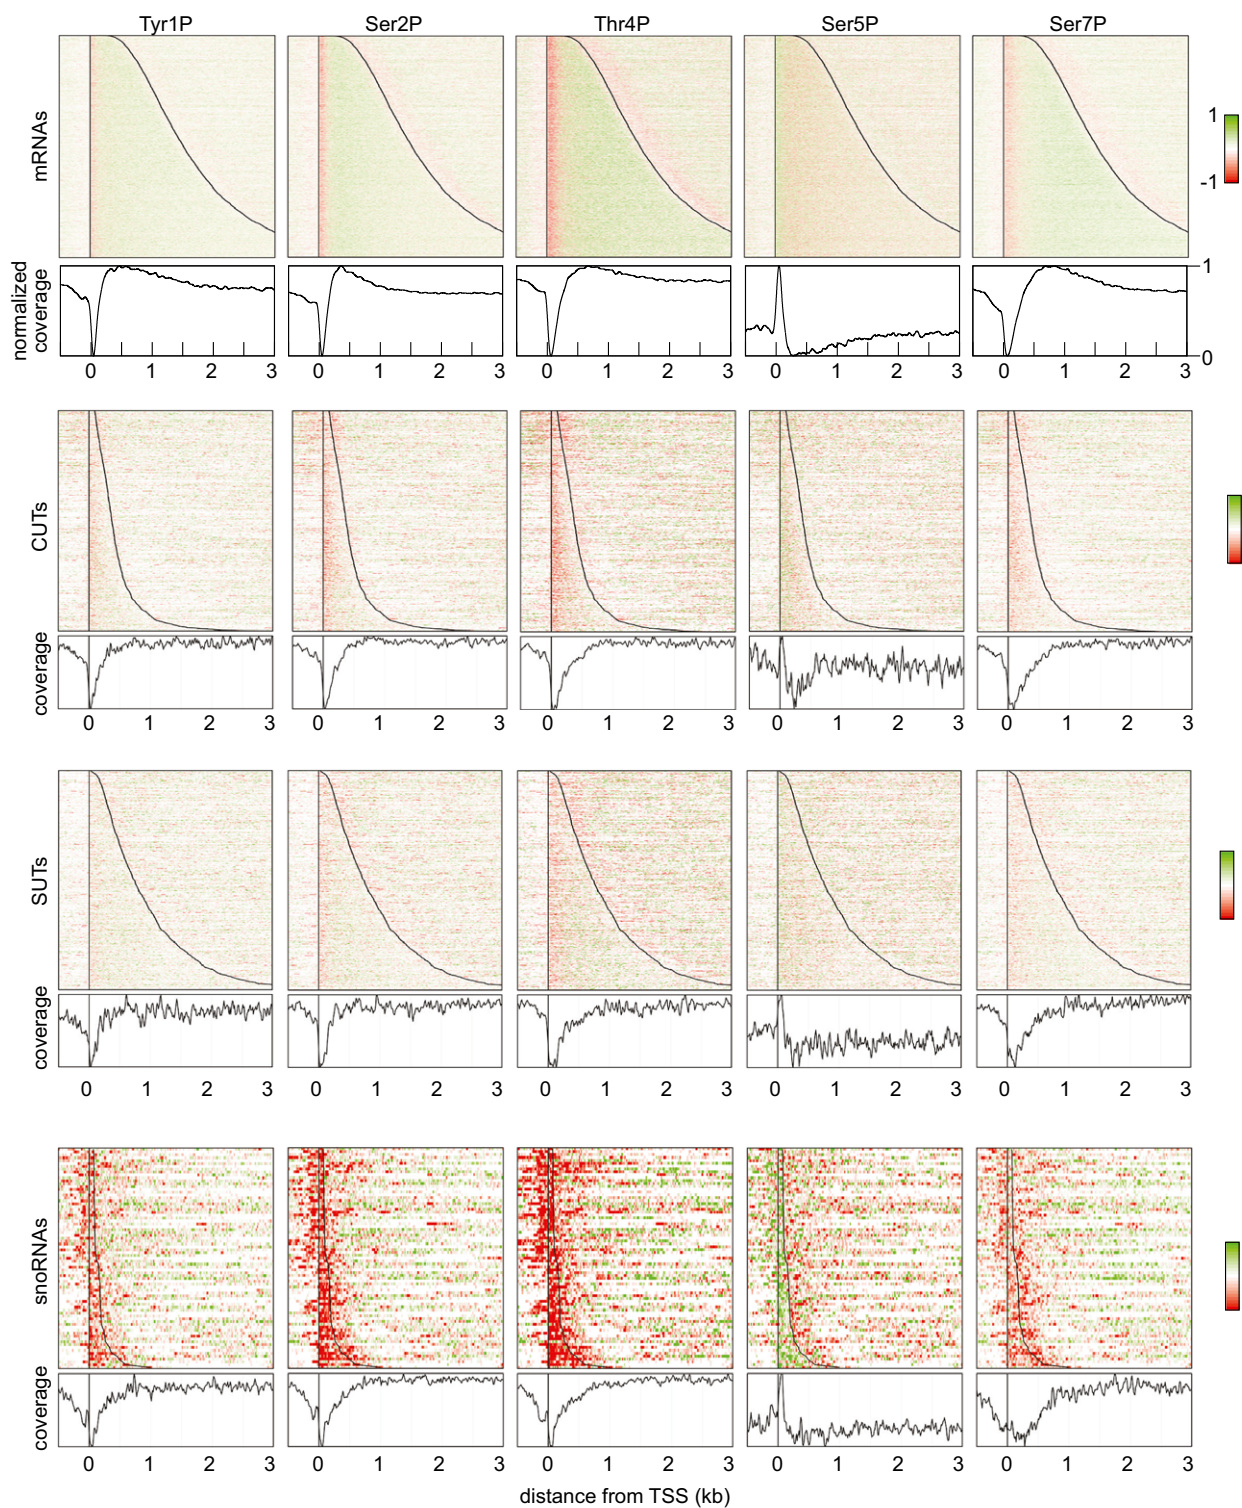 Tyr1P Ser2P Thr4P Ser5P Ser7P
mRNAs
1
-1
normalized
coverage
1
0
0 1 2 3 0 1 2 3 0 1 2 3 0 1 2 3 0 1 2 3
CUTs
coverage
0 1 2 3 0 1 2 3 0 1 2 3 0 1 2 3 0 1 2 3
SUTs
coverage
0 1 2 3 0 1 2 3 0 1 2 3 0 1 2 3 0 1 2 3
snoRNAs
coverage
0 1 2 3 0 1 2 3 0 1 2 3 0 1 2 3 0 1 2 3
distance from TSS (kb)